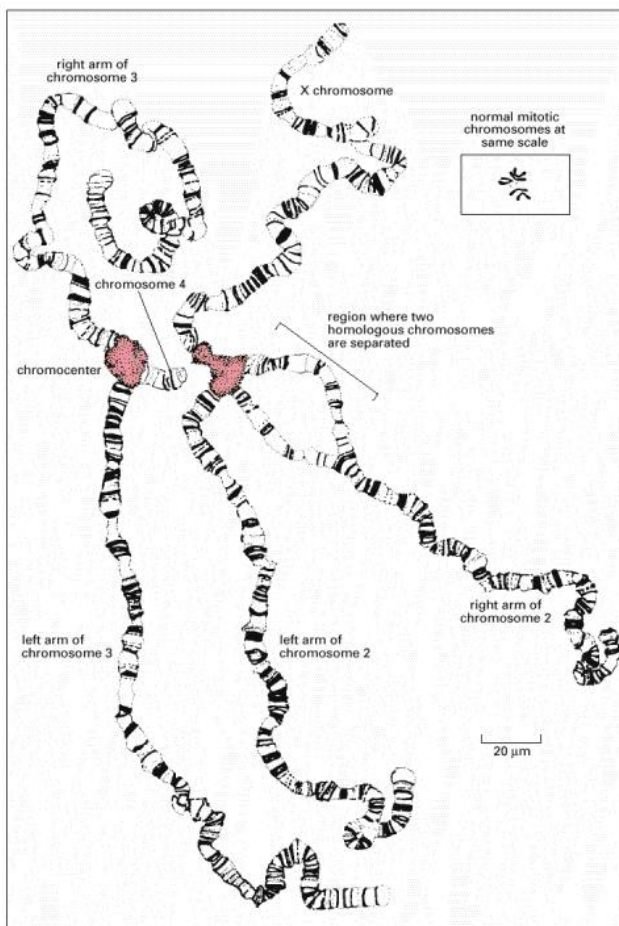 right arm of
chromosome 3
X chromosome
normal mitotic
chromosomes at
same scale
chromosome 4
region where two
homologous chromosomes
are separated
chromocenter
right arm of
chromosome 2
left arm of
chromosome 3
left arm of
chromosome 2
20 μm